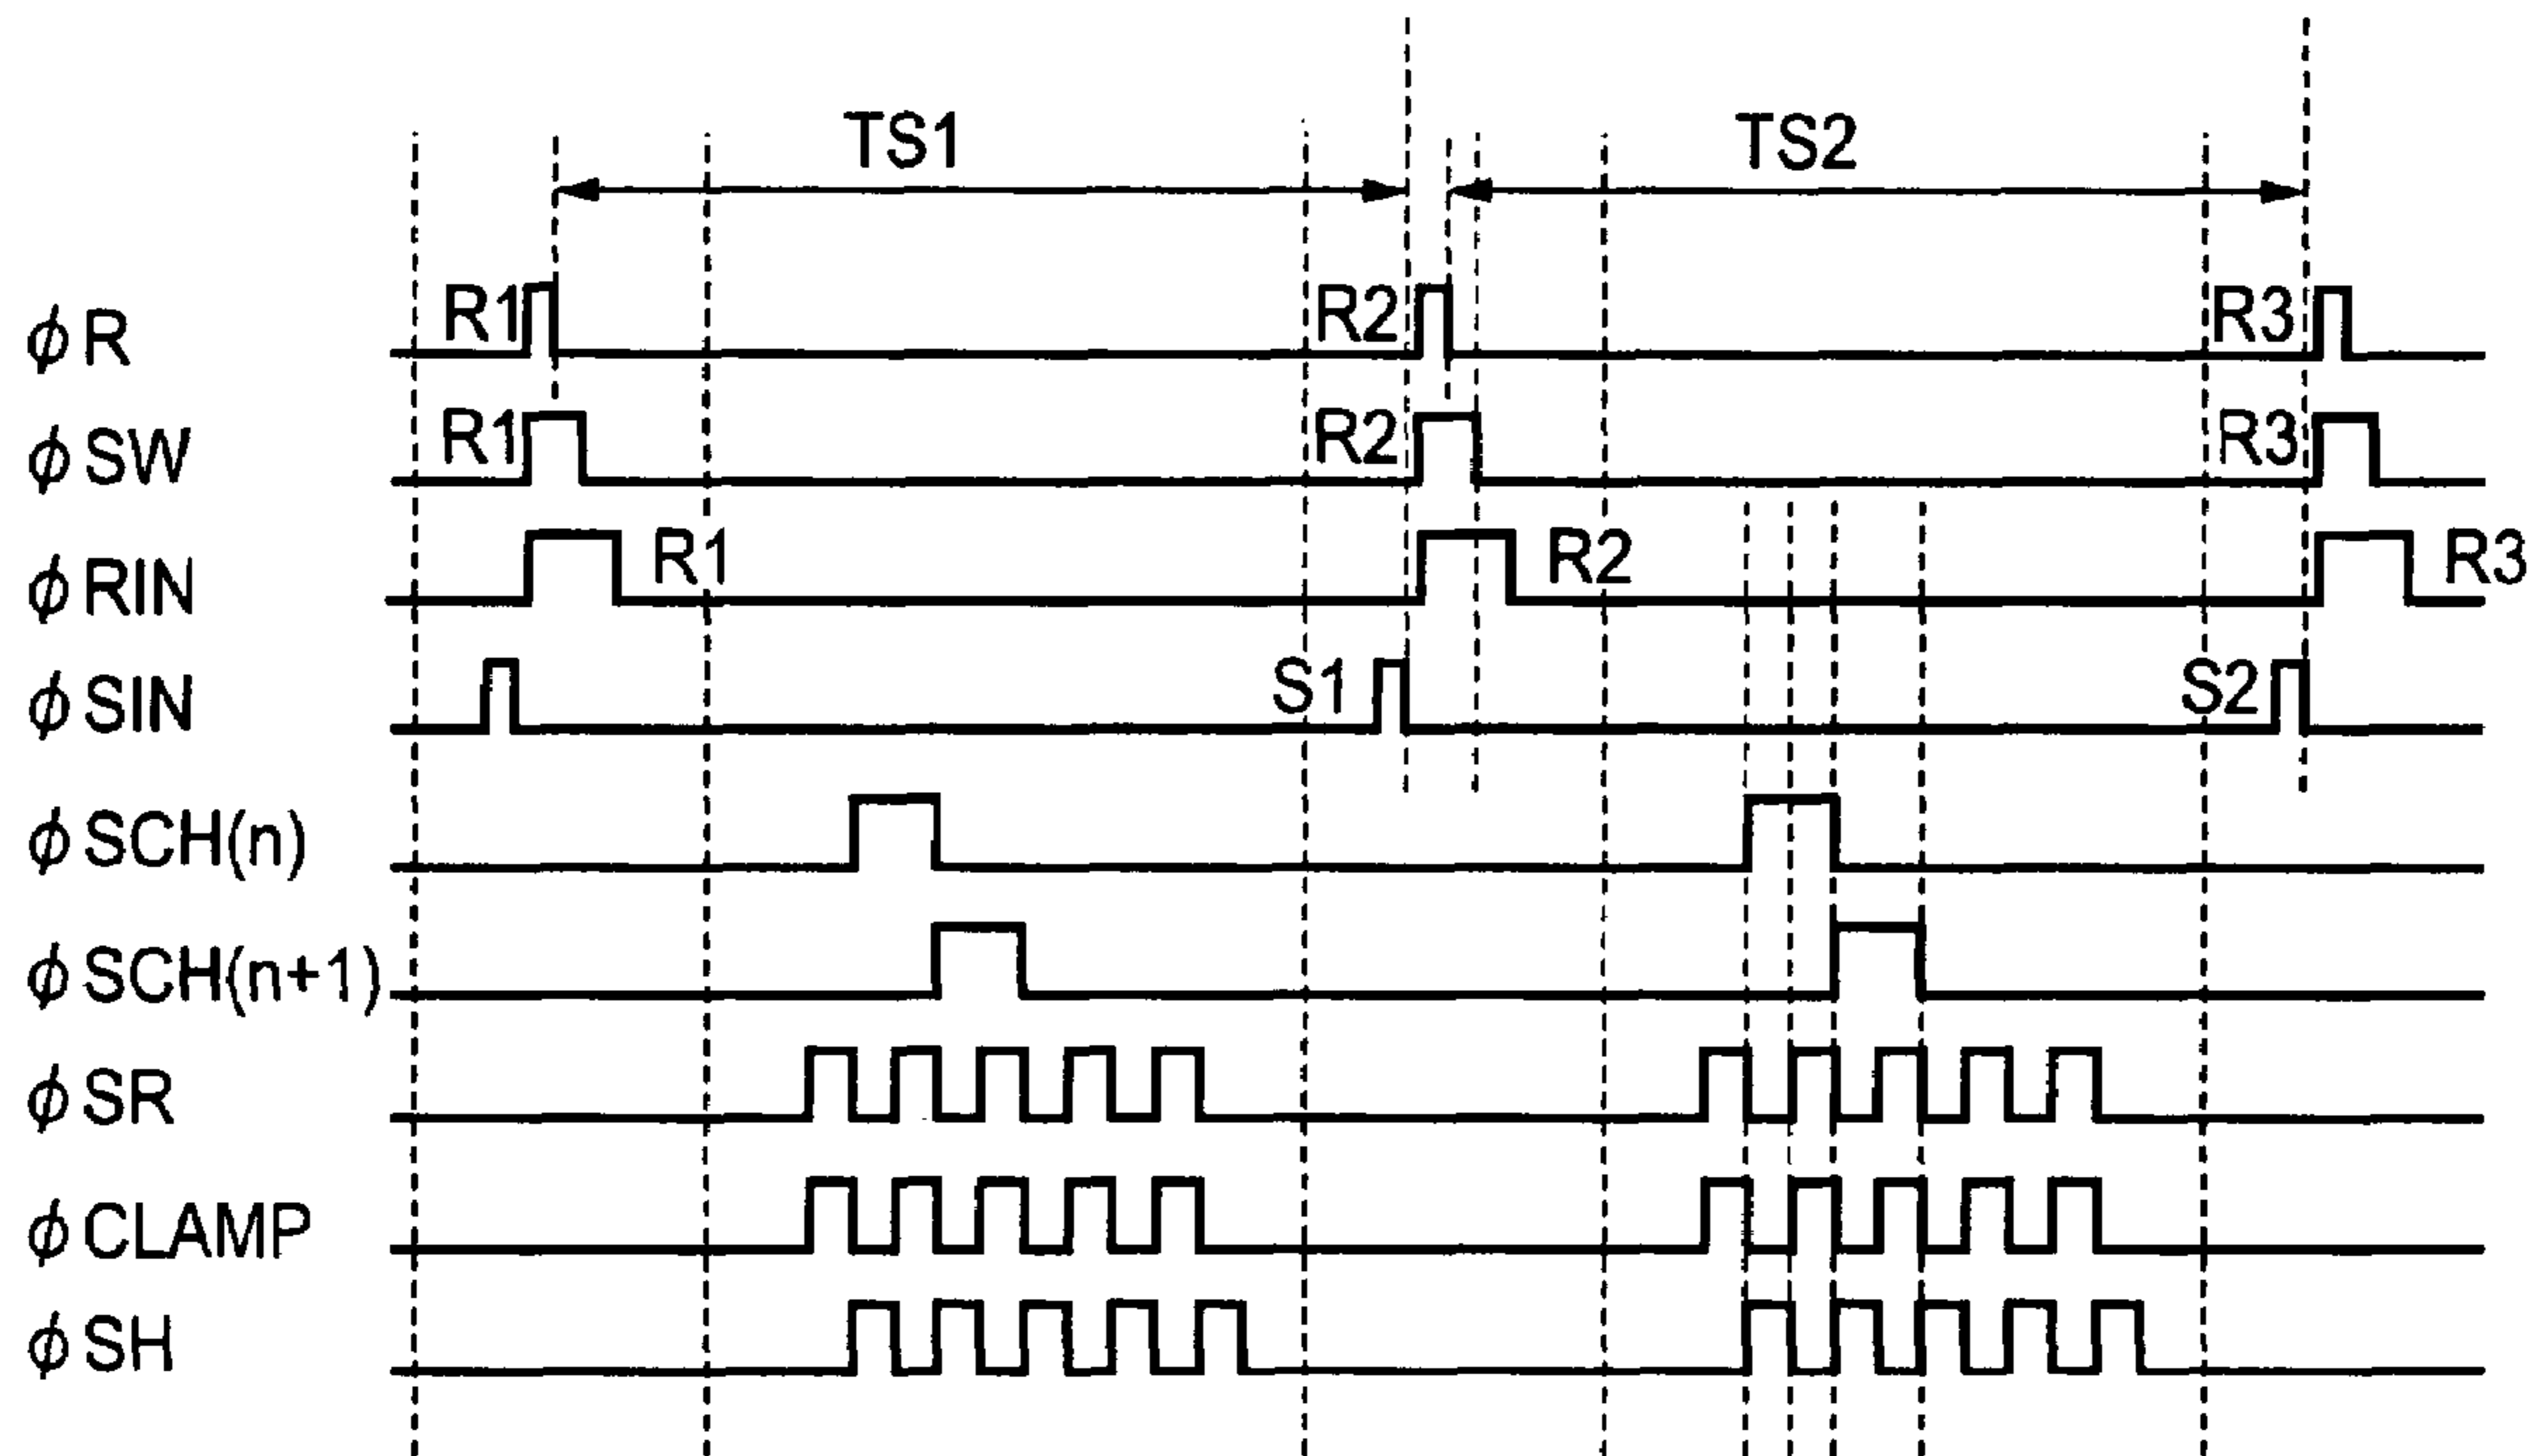 TS1 TS2
ϕR R1 R2 R3
ϕSW R1 R2 R3
ϕRIN R1 R2 R3
ϕSIN S1 S2
ϕSCH(n)
ϕSCH(n+1)
ϕSR
ϕCLAMP
ϕSH